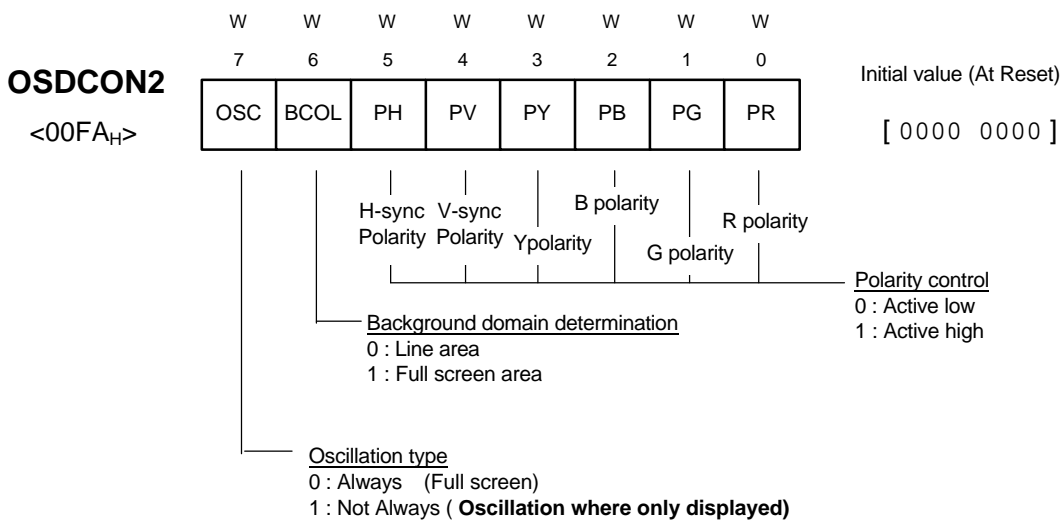 W W W W W W W W
7 6 5 4 3 2 1 0
OSDCON2
<00FAH>
OSC BCOL PH PV PY PB PG PR
Initial value (At Reset)
[ 0000 0000 ]
H-sync Polarity
V-sync Polarity
Ypolarity
B polarity
G polarity
R polarity
Polarity control
0 : Active low
1 : Active high
Background domain determination
0 : Line area
1 : Full screen area
Oscillation type
0 : Always (Full screen)
1 : Not Always ( Oscillation where only displayed)